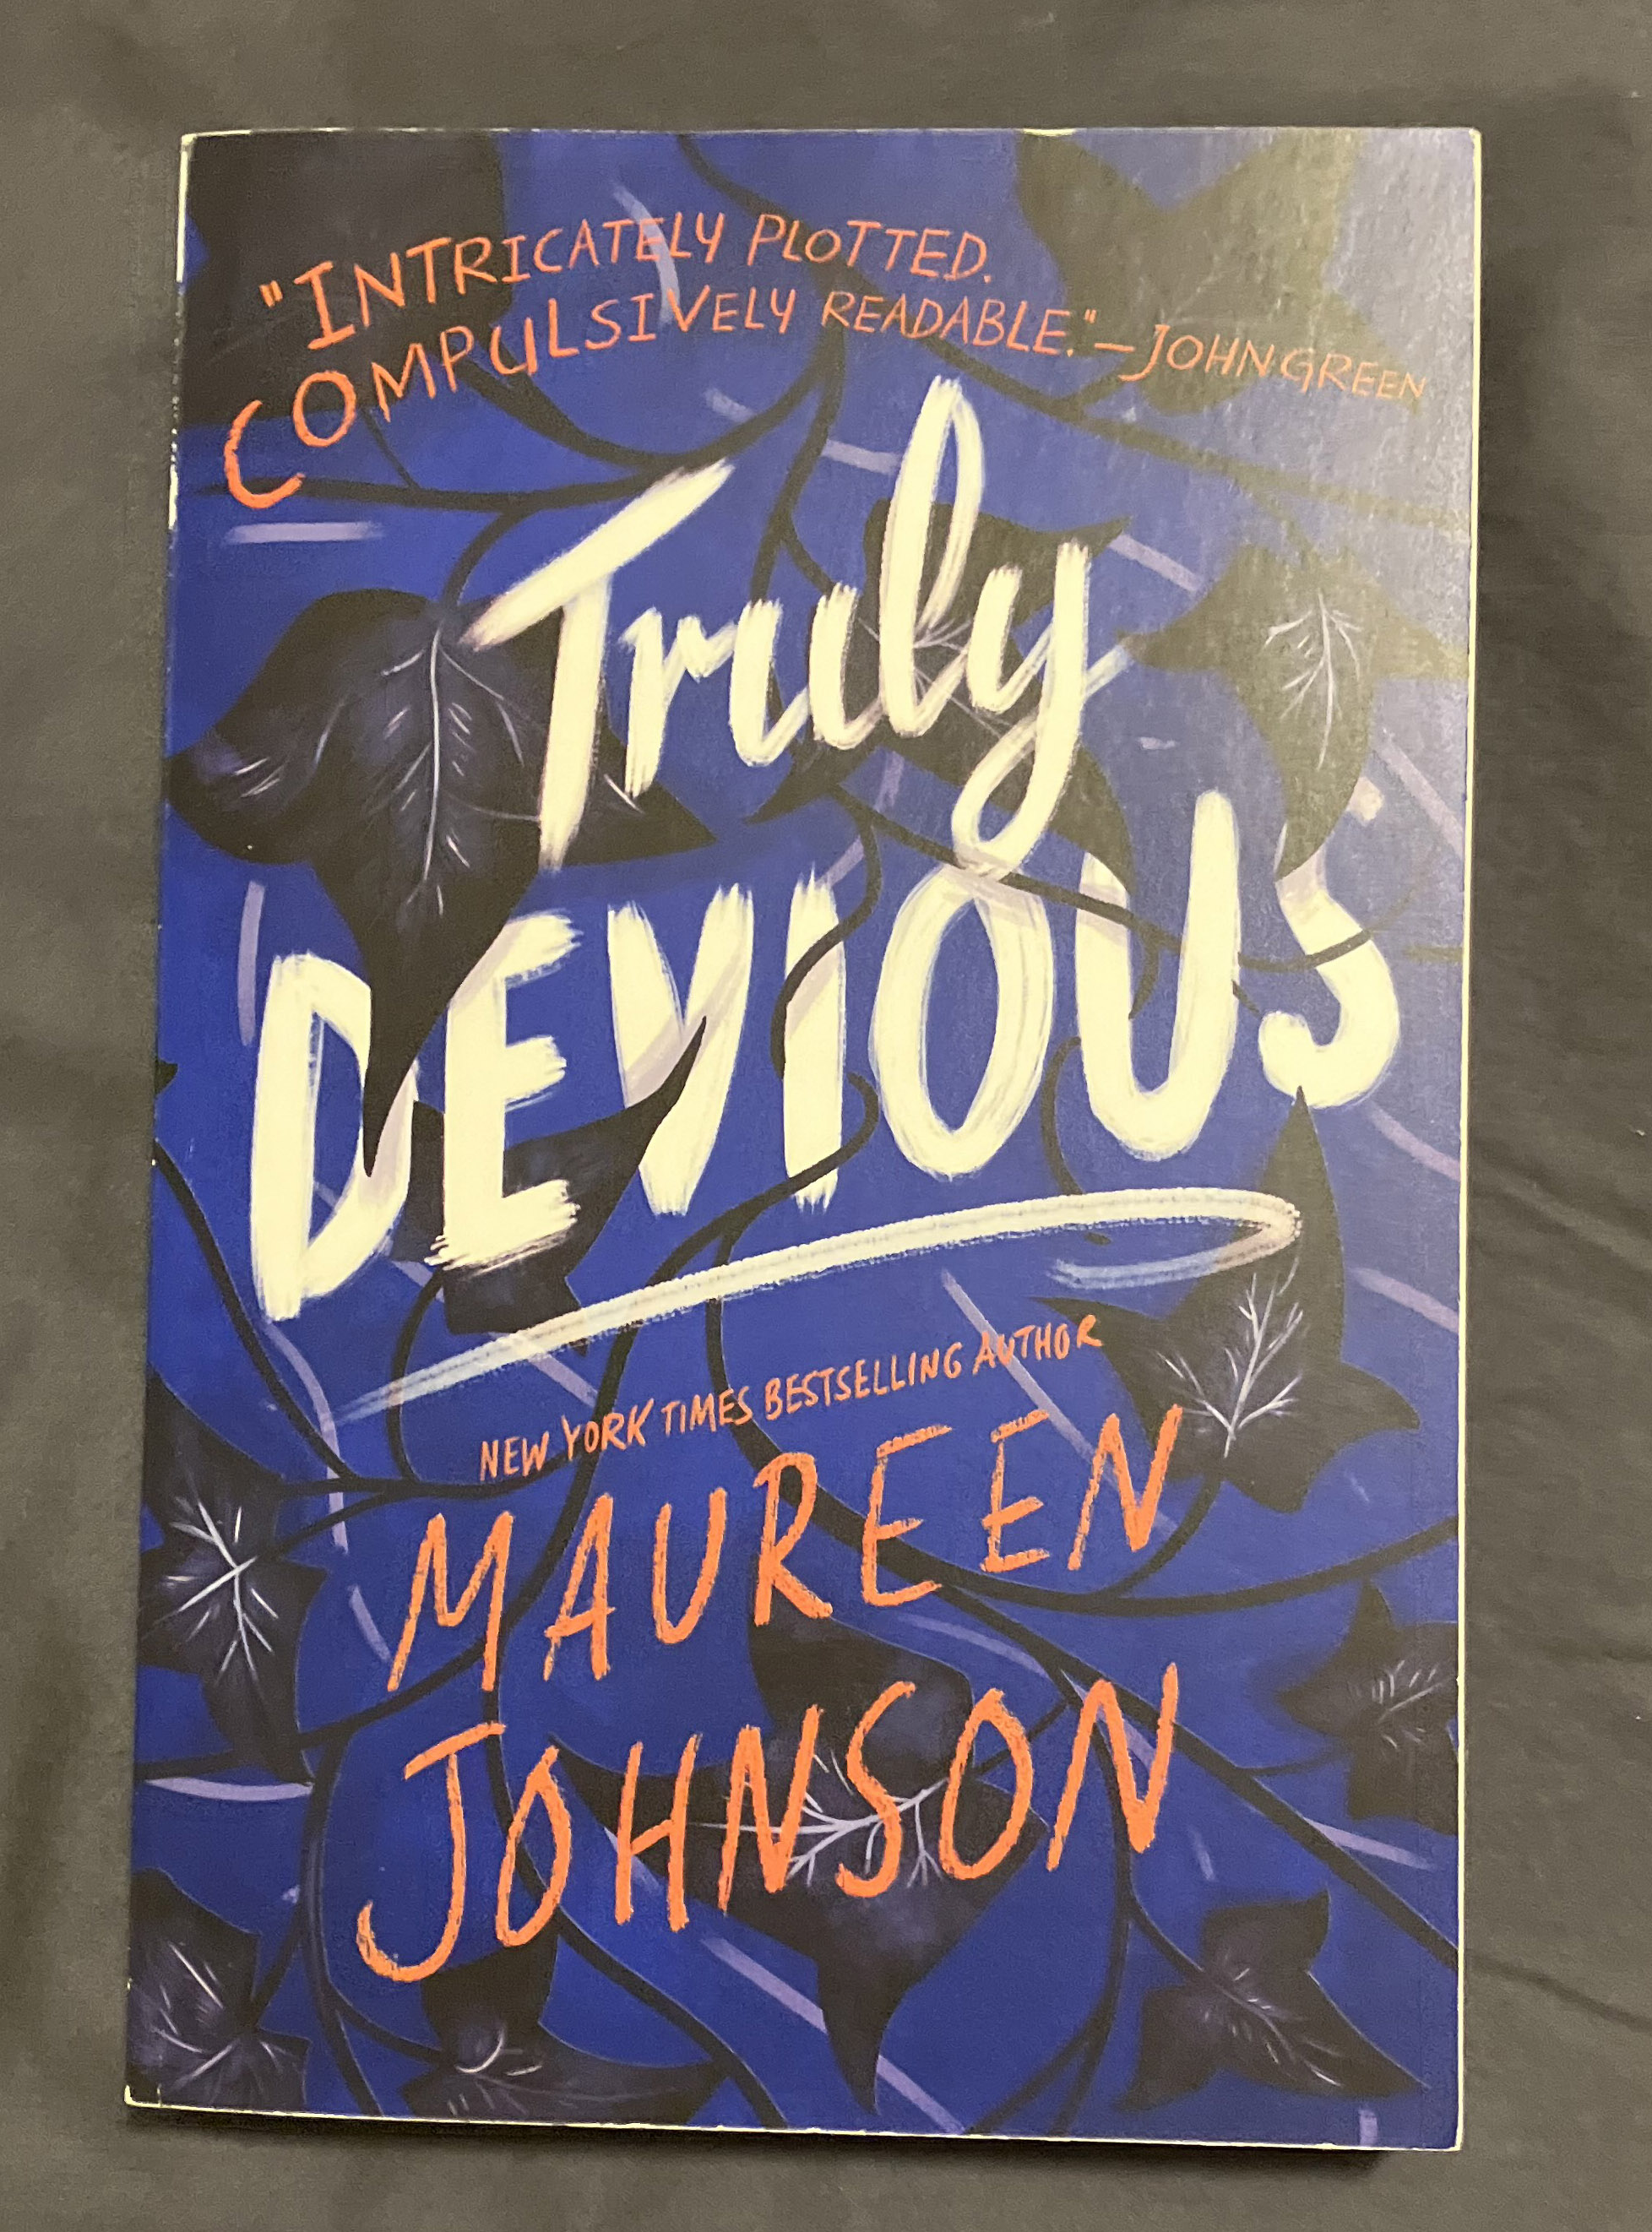 "INTRICATELY PLOTTED.
COMPULSIVELY READABLE."—JOHN GREEN
Truly
DEVIOUS
NEW YORK TIMES BESTSELLING AUTHOR
MAUREEN
JOHNSON